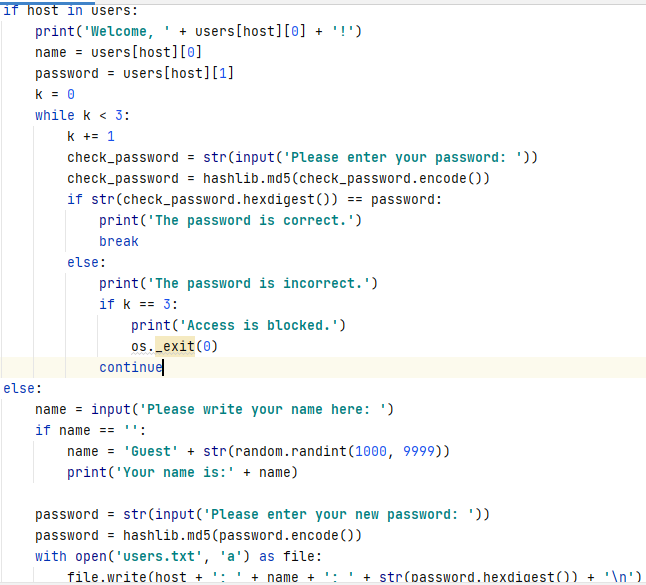 if host in users:
    print('Welcome, ' + users[host][0] + '!')
    name = users[host][0]
    password = users[host][1]
    k = 0
    while k < 3:
        k += 1
        check_password = str(input('Please enter your password: '))
        check_password = hashlib.md5(check_password.encode())
        if str(check_password.hexdigest()) == password:
            print('The password is correct.')
            break
        else:
            print('The password is incorrect.')
            if k == 3:
                print('Access is blocked.')
                os._exit(0)
            continue
else:
    name = input('Please write your name here: ')
    if name == '':
        name = 'Guest' + str(random.randint(1000, 9999))
        print('Your name is:' + name)
    password = str(input('Please enter your new password: '))
    password = hashlib.md5(password.encode())
    with open('users.txt', 'a') as file:
        file.write(host + '; ' + name + '; ' + str(password.hexdigest()) + '\n')